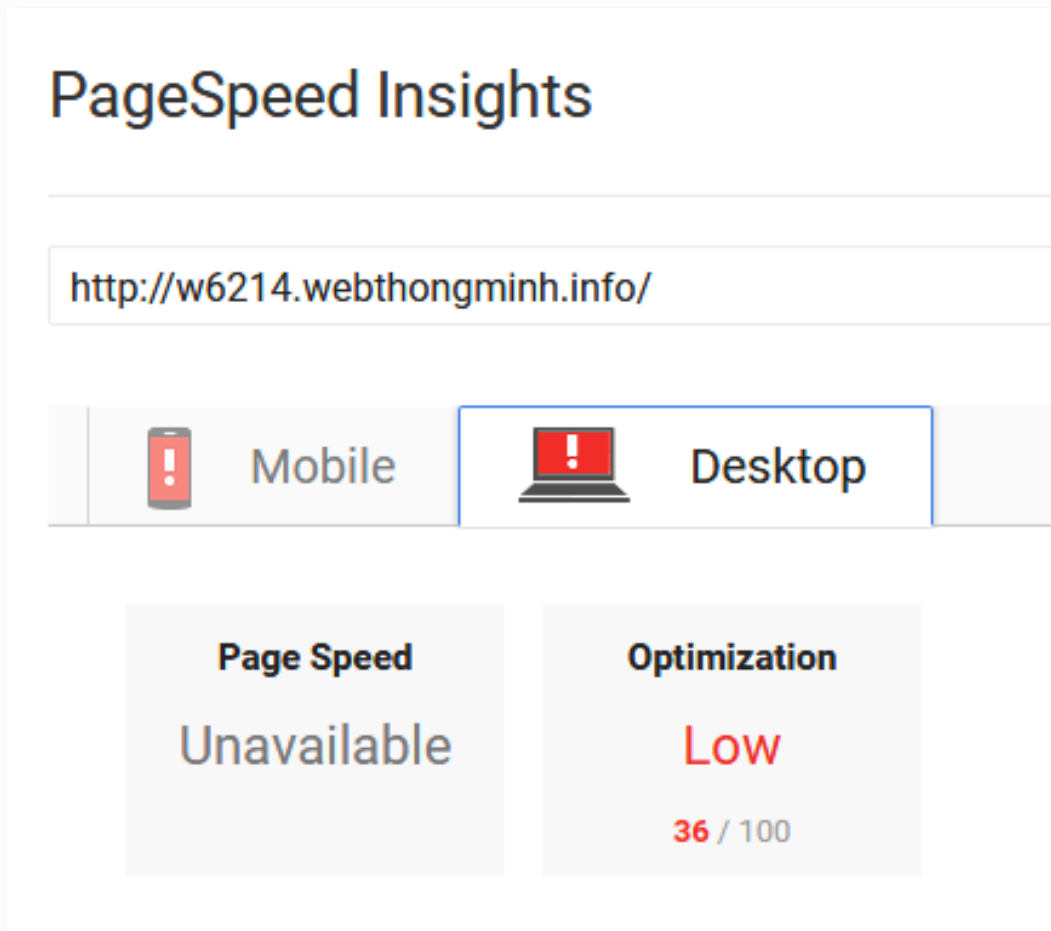 PageSpeed Insights
http://w6214.webthongminh.info/
Mobile
Desktop
Page Speed
Optimization
Unavailable
Low
36 / 100